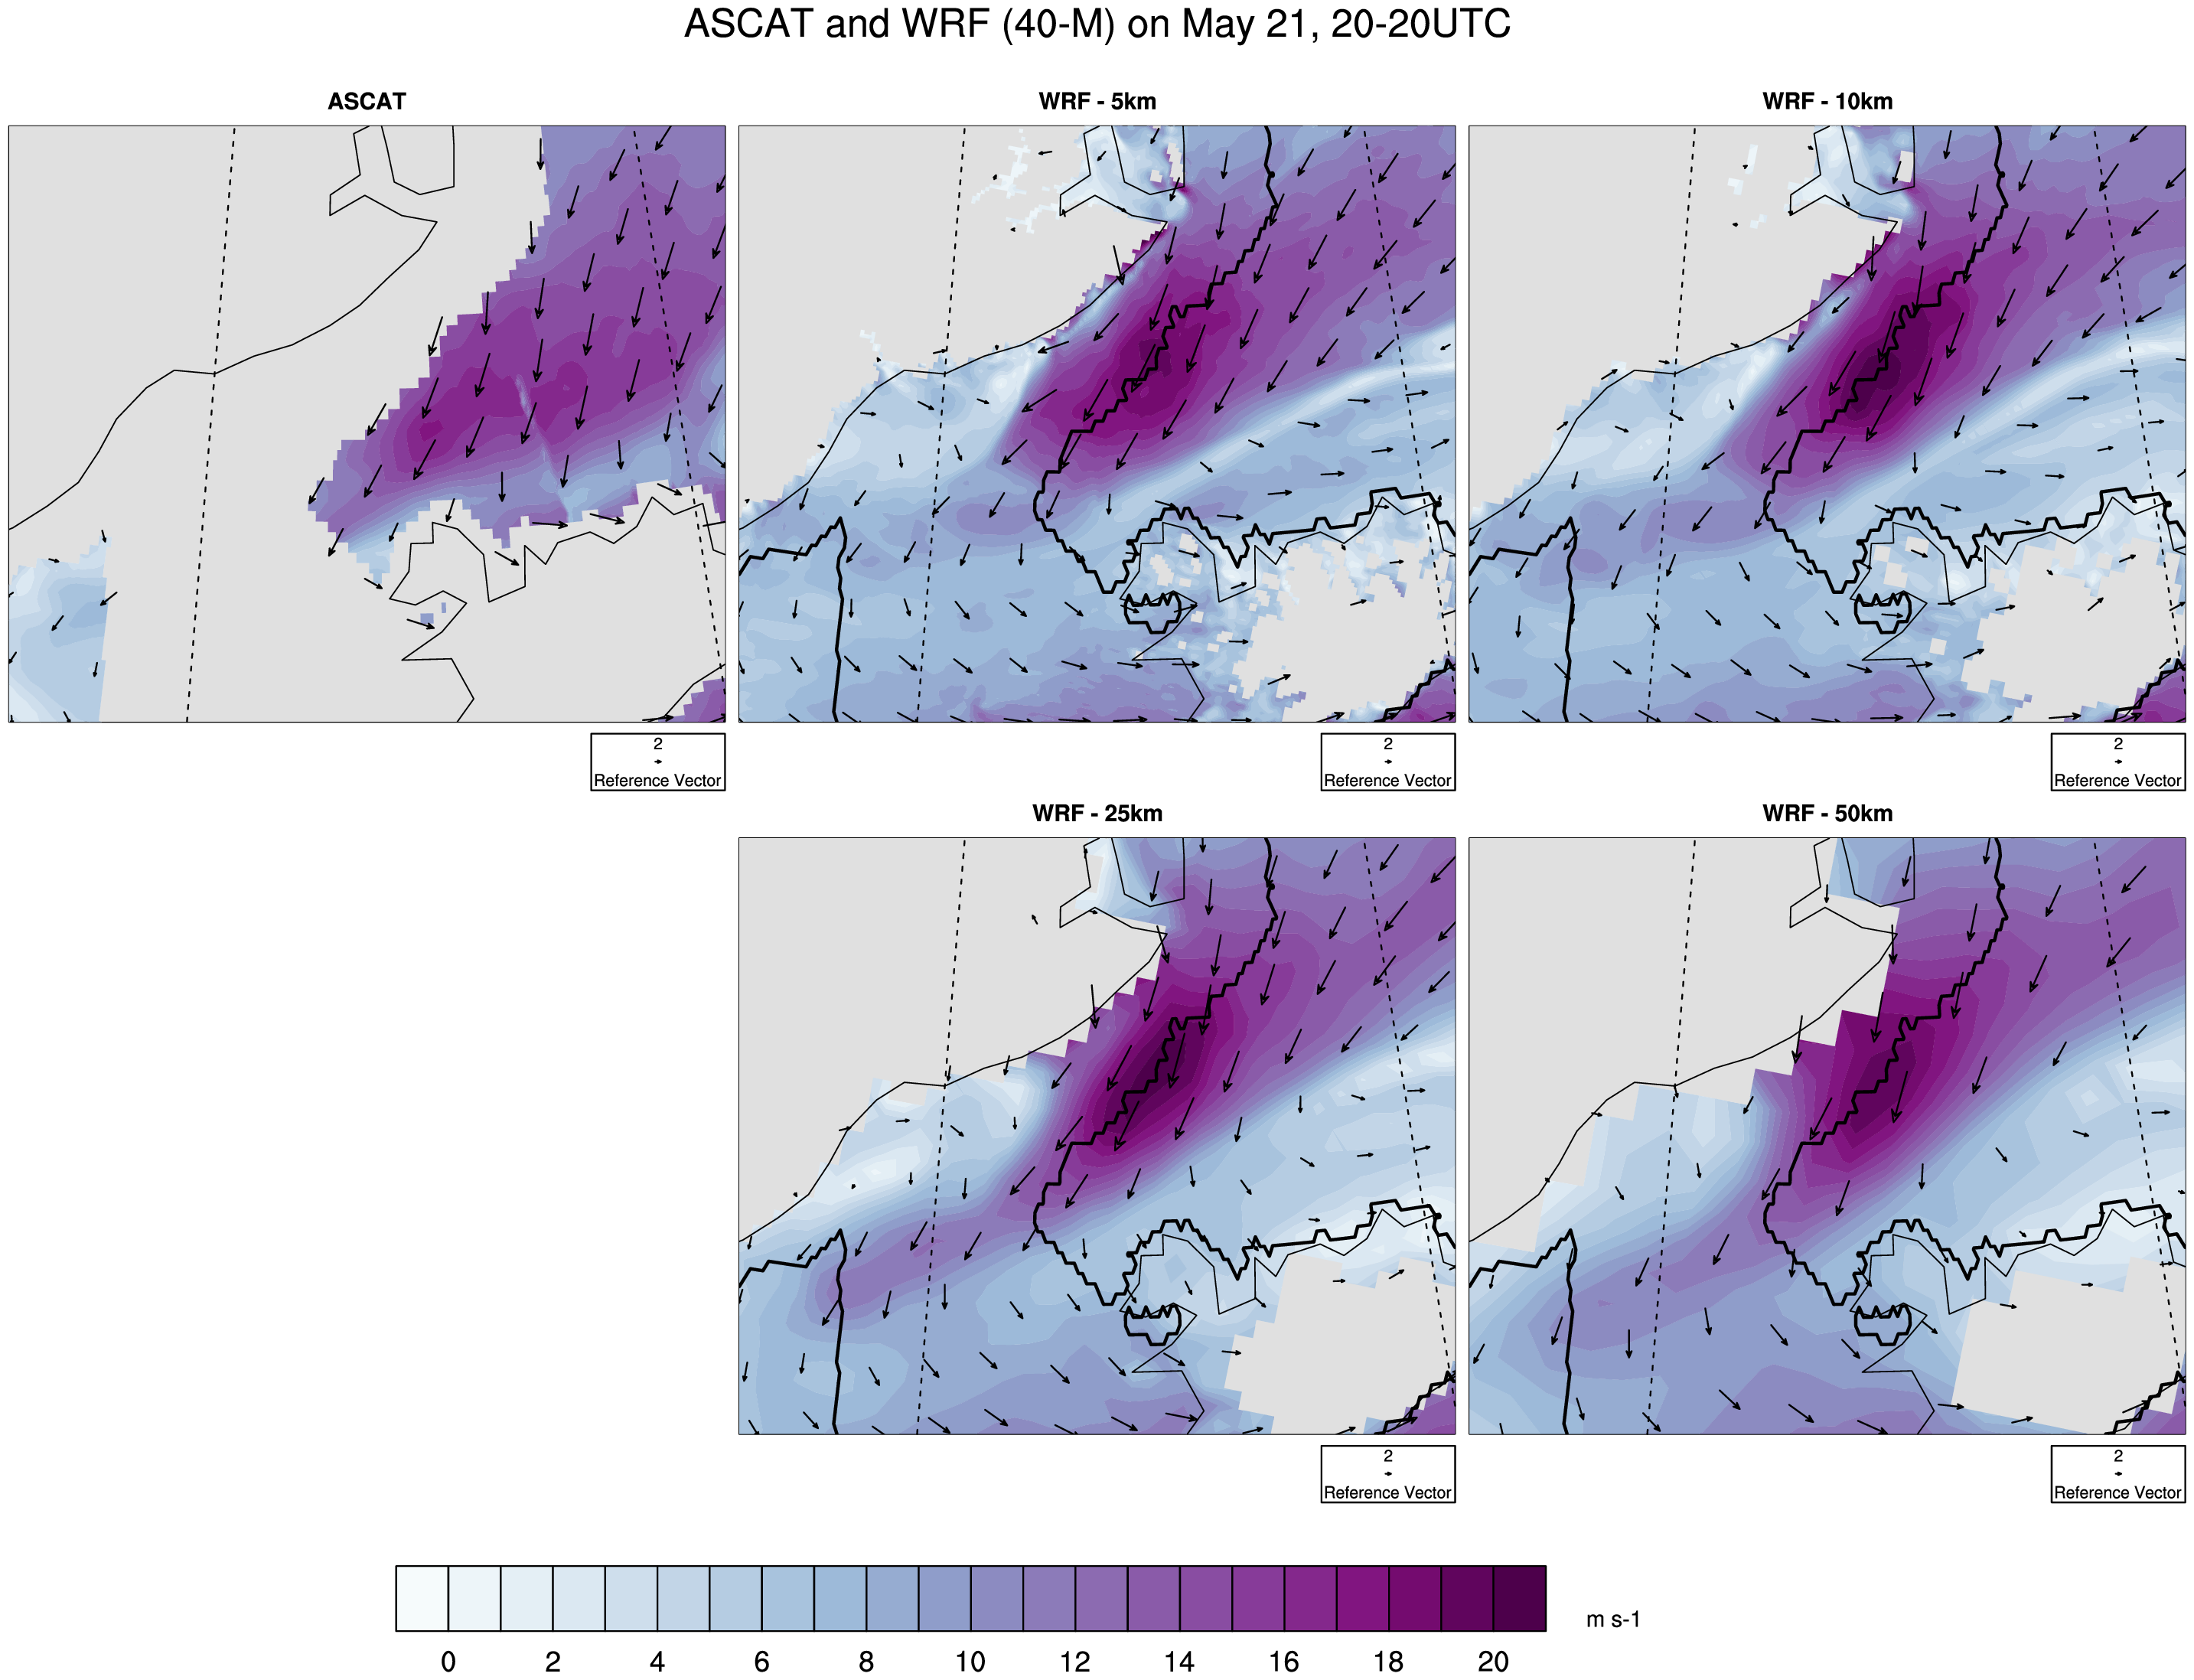 ASCAT and WRF (40-M) on May 21, 20-20UTC
ASCAT
WRF - 5km
WRF - 10km
2
Reference Vector
2
Reference Vector
2
Reference Vector
WRF - 25km
WRF - 50km
2
Reference Vector
2
Reference Vector
m s-1
0 2 4 6 8 10 12 14 16 18 20